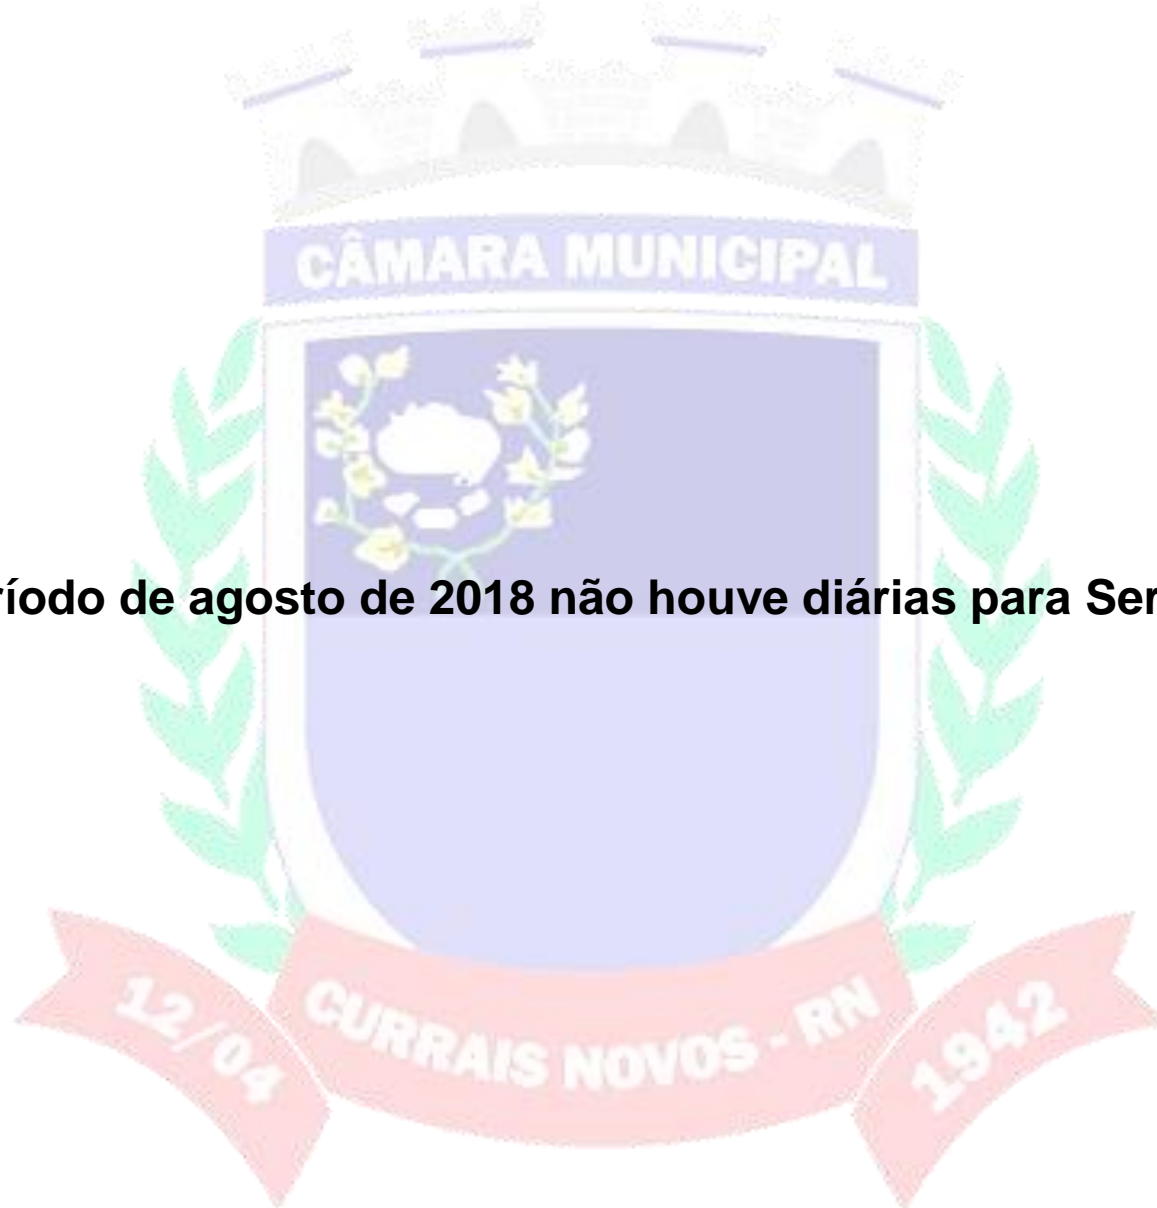 CÂMARA MUNICIPAL
ríodo de agosto de 2018 não houve diárias para Ser
12/04 CURRAIS NOVOS - RN 1942